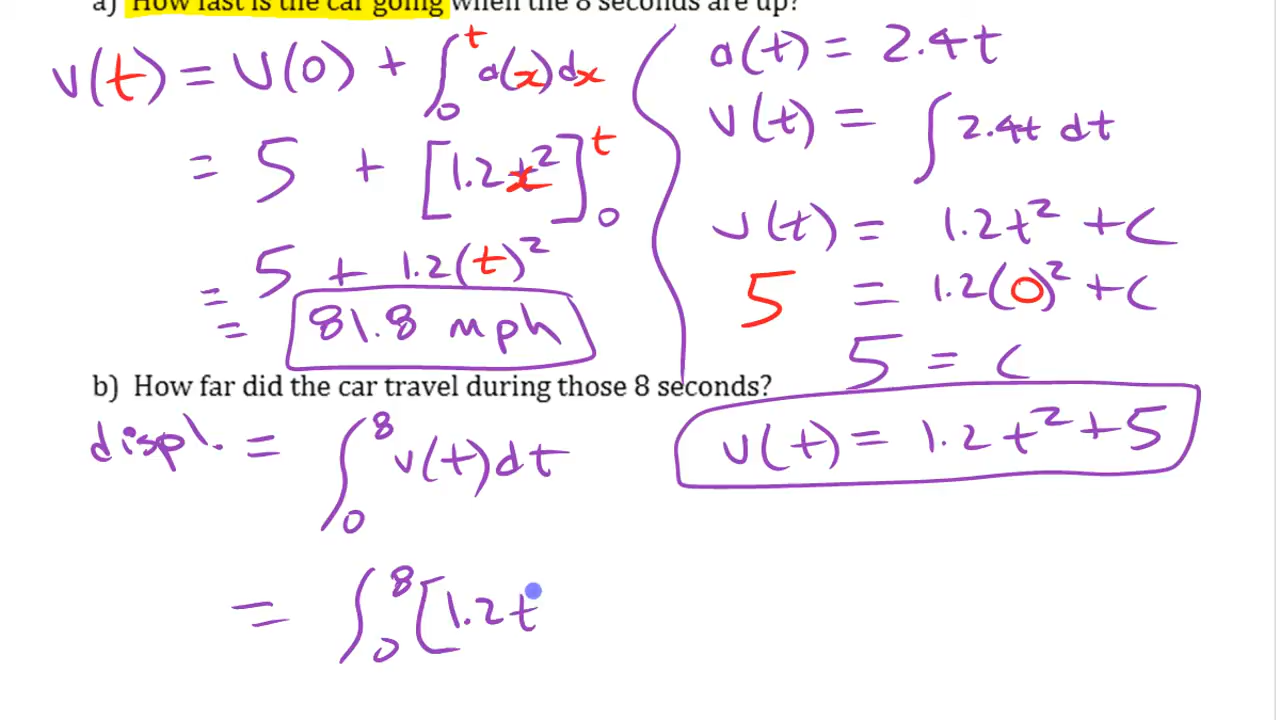 a) How fast is the car going when the 8 seconds are up?
v(t) = v(0) + ∫₀ᵗ a(x)dx
= 5 + [1.2x²]₀ᵗ
= 5 + 1.2(t)²
= 81.8 mph
a(t) = 2.4t
v(t) = ∫ 2.4t dt
v(t) = 1.2t² + C
5 = 1.2(0)² + C
5 = C
v(t) = 1.2t² + 5
b) How far did the car travel during those 8 seconds?
displ. = ∫₀⁸ v(t)dt
= ∫₀⁸ [1.2t